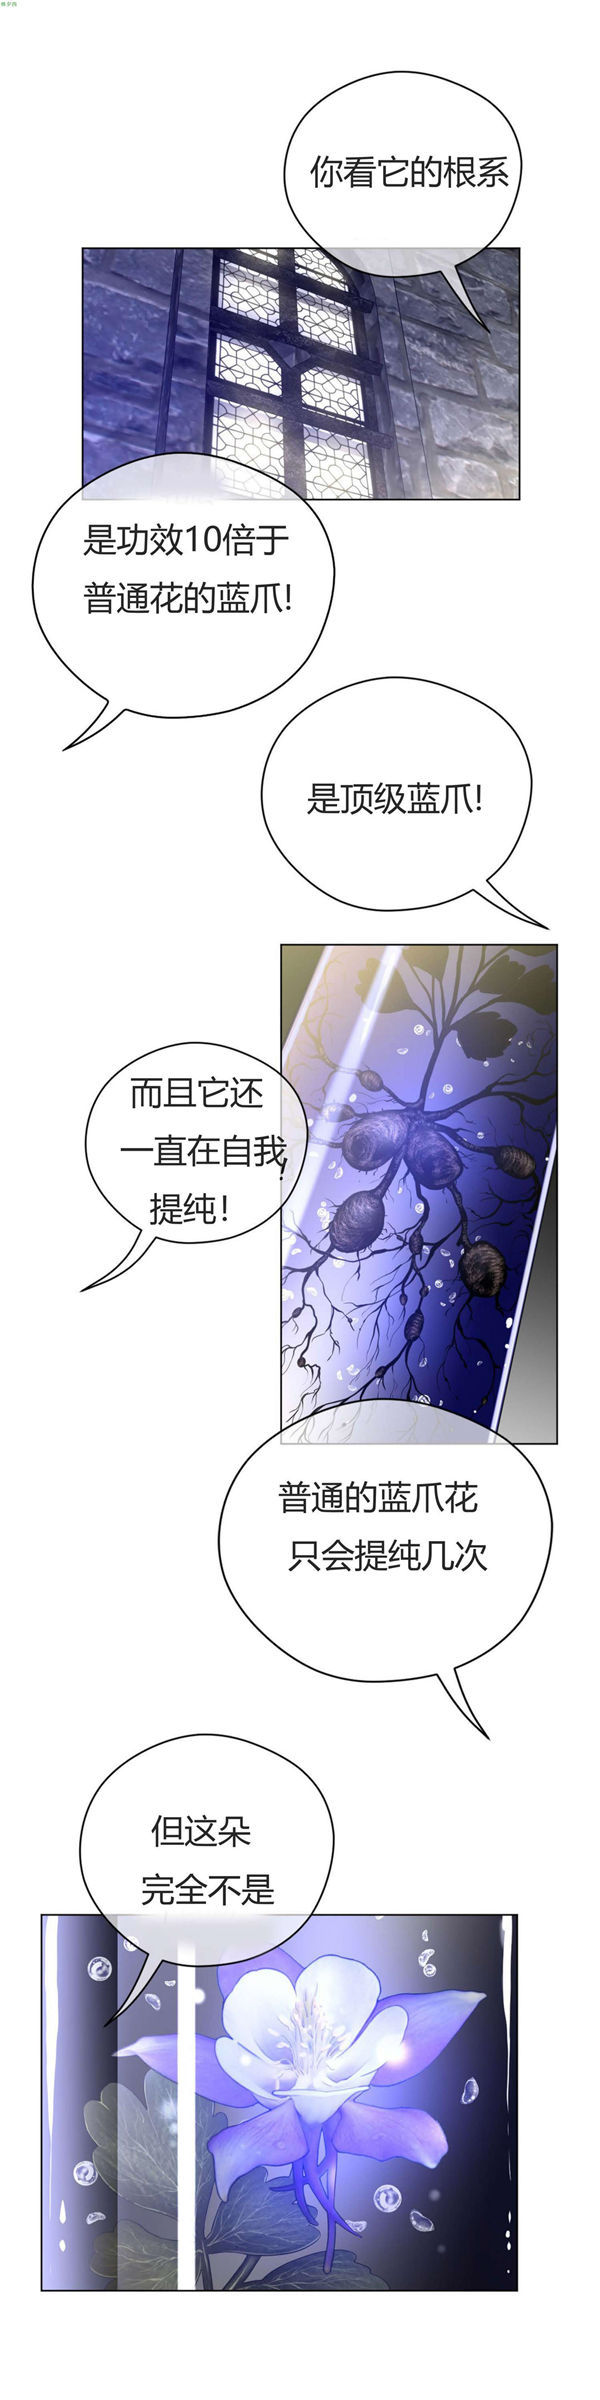 你看它的根系
是功效10倍于
普通花的蓝爪!
是顶级蓝爪!
而且它还
一直在自我
提纯!
普通的蓝爪花
只会提纯几次
但这朵
完全不是